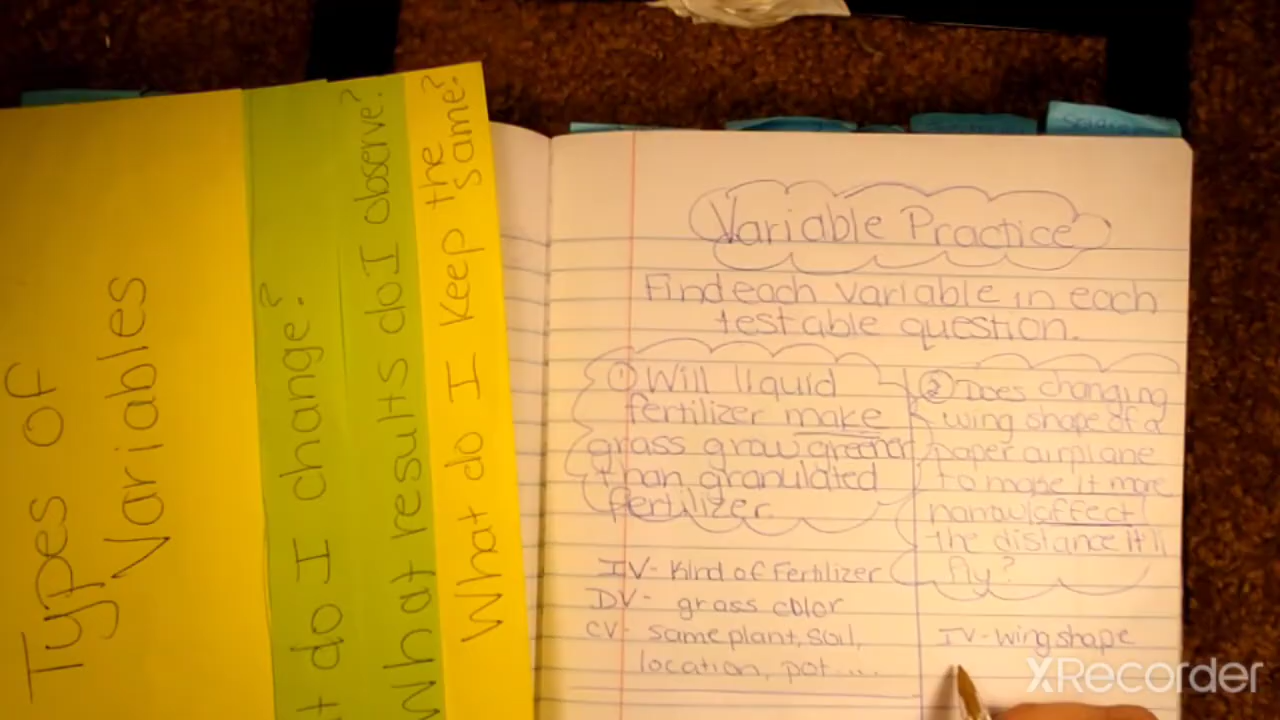 Types of
Variables
t do I change?
What results do I observe?
What do I keep the
same?
Variable Practice
Find each variable in each
testable question.
① Will liquid
fertilizer make
grass grow greener
than granulated
fertilizer.
IV- Kind of Fertilizer
DV- grass color
CV- same plant, soil,
location, pot ...
② Does changing
wing shape of a
paper airplane
to make it more
narrow affect
the distance it'll
fly?
IV- wing shape
XRecorder